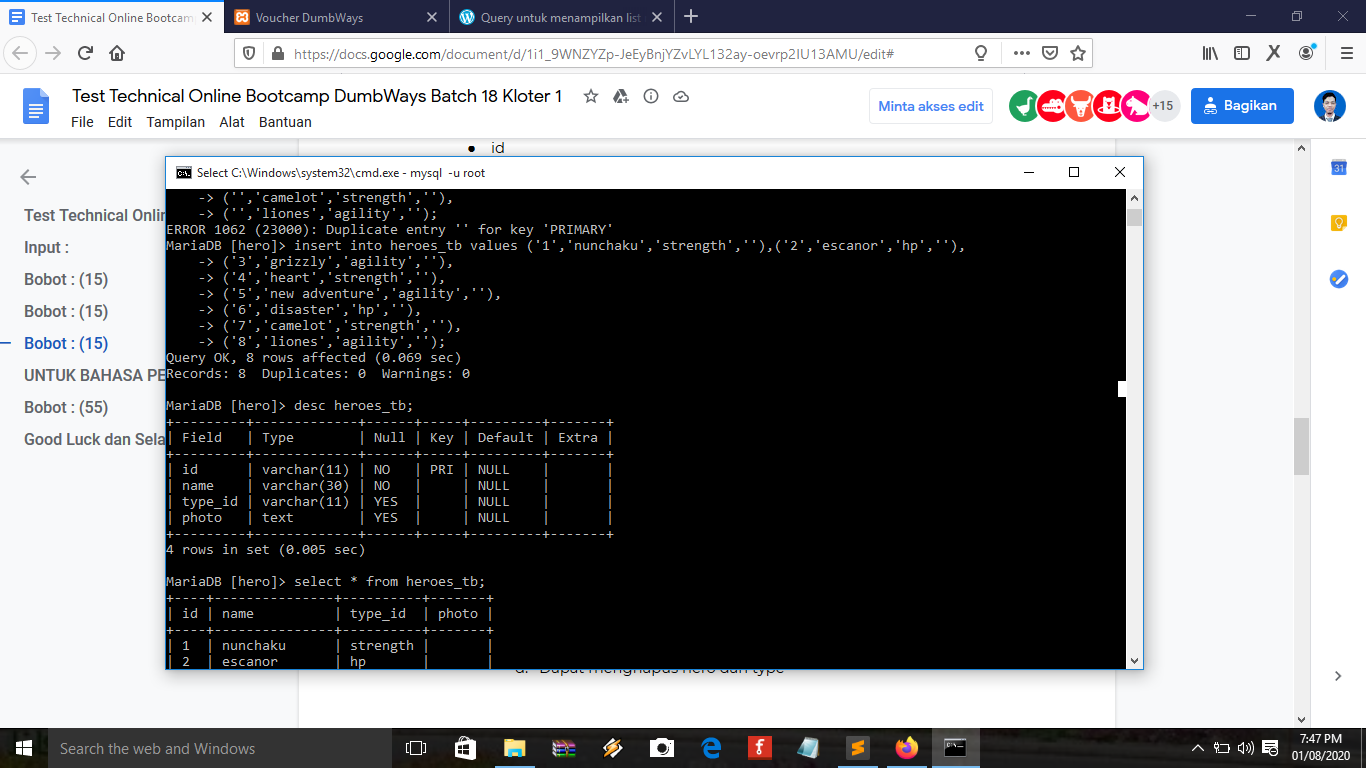 Test Technical Online Bootcam
Voucher DumbWays
Query untuk menampilkan list
https://docs.google.com/document/d/1i1_9WNZYZp-JeEyBnjYZvLYL132ay-oevrp2IU13AMU/edit#
Test Technical Online Bootcamp DumbWays Batch 18 Kloter 1
File Edit Tampilan Alat Bantuan
Minta akses edit
+15
Bagikan
Test Technical Onlin
Input :
Bobot : (15)
Bobot : (15)
Bobot : (15)
UNTUK BAHASA PE
Bobot : (55)
Good Luck dan Sela
● id
Select C:\Windows\system32\cmd.exe - mysql -u root
    -> ('','camelot','strength',''),
    -> ('','liones','agility','');
ERROR 1062 (23000): Duplicate entry '' for key 'PRIMARY'
MariaDB [hero]> insert into heroes_tb values ('1','nunchaku','strength',''),('2','escanor','hp',''),
    -> ('3','grizzly','agility',''),
    -> ('4','heart','strength',''),
    -> ('5','new adventure','agility',''),
    -> ('6','disaster','hp',''),
    -> ('7','camelot','strength',''),
    -> ('8','liones','agility','');
Query OK, 8 rows affected (0.069 sec)
Records: 8  Duplicates: 0  Warnings: 0
MariaDB [hero]> desc heroes_tb;
+---------+-------------+------+-----+---------+-------+
| Field   | Type        | Null | Key | Default | Extra |
+---------+-------------+------+-----+---------+-------+
| id      | varchar(11) | NO   | PRI | NULL    |       |
| name    | varchar(30) | NO   |     | NULL    |       |
| type_id | varchar(11) | YES  |     | NULL    |       |
| photo   | text        | YES  |     | NULL    |       |
+---------+-------------+------+-----+---------+-------+
4 rows in set (0.005 sec)
MariaDB [hero]> select * from heroes_tb;
+----+---------------+----------+-------+
| id | name          | type_id  | photo |
+----+---------------+----------+-------+
| 1  | nunchaku      | strength |       |
| 2  | escanor       | hp       |       |
d. Dapat menghapus hero dan type
31
Search the web and Windows
7:47 PM
01/08/2020